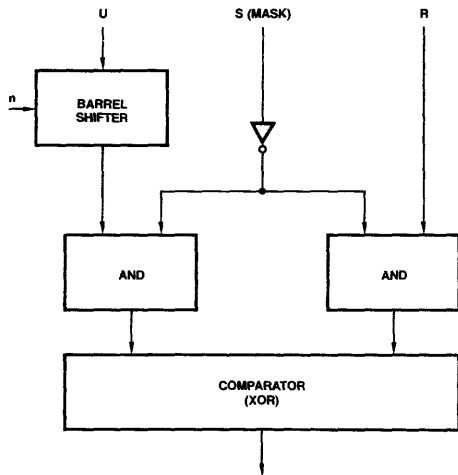 U
S (MASK)
R
n
BARREL
SHIFTER
AND
AND
COMPARATOR
(XOR)